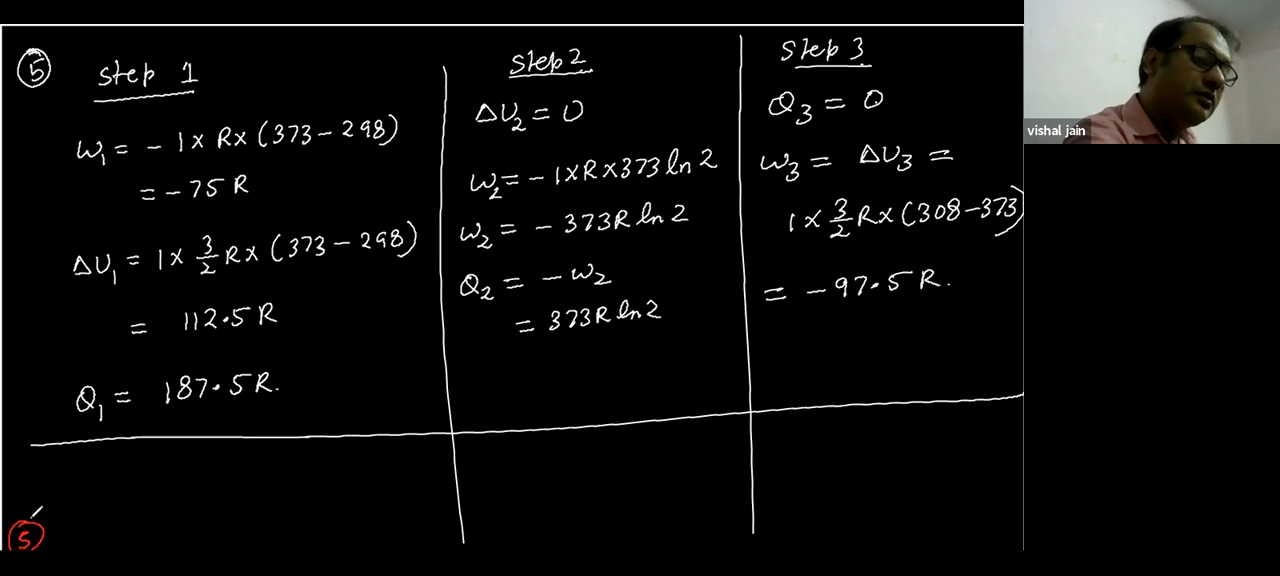 ⑤ Step 1
W₁ = - 1 x R x (373 - 298)
= - 75 R
ΔU₁ = 1 x 3/2 R x (373 - 298)
= 112.5 R
Q₁ = 187.5 R.
Step 2
ΔU₂ = 0
W₂ = - 1 x R x 373 ln 2
W₂ = - 373 R ln 2
Q₂ = - W₂
= 373 R ln 2
Step 3
Q₃ = 0
W₃ = ΔU₃ =
1 x 3/2 R x (308 - 373)
= - 97.5 R.
⑤
vishal jain